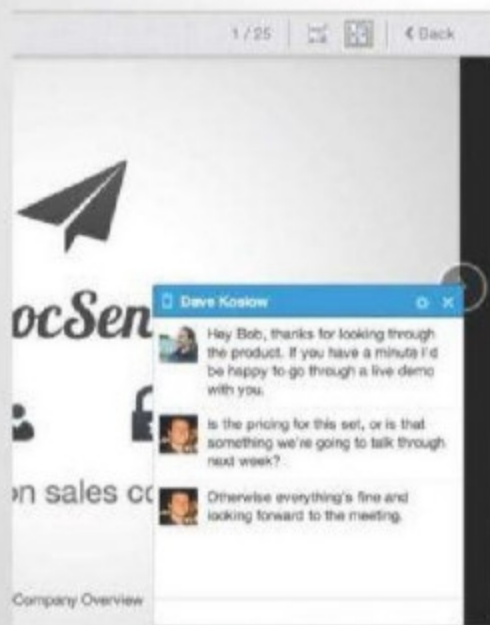 1 / 25
Back
ocSen
Dave Koslow
Hey Bob, thanks for looking through
the product. If you have a minute I'd
be happy to go through a live demo
with you.
Is the pricing for this set, or is that
something we're going to talk through
next week?
Otherwise everything's fine and
looking forward to the meeting.
on sales co
Company Overview